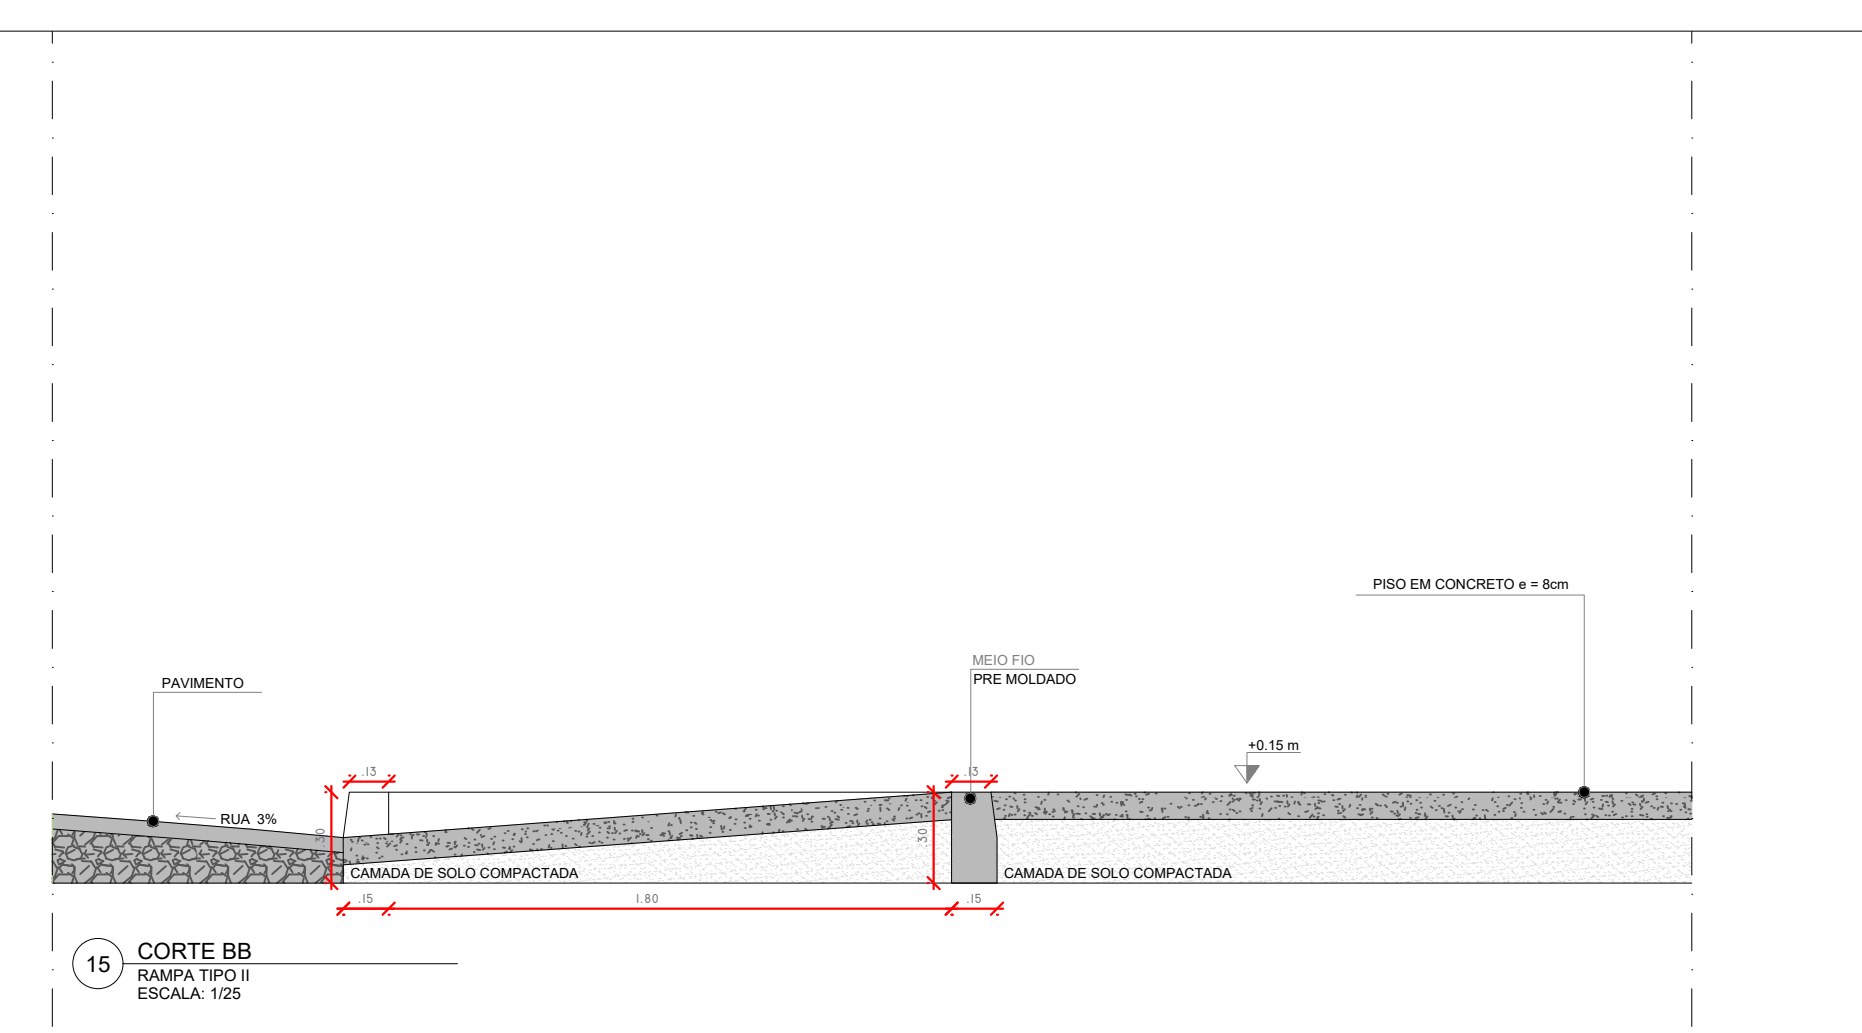 PISO EM CONCRETO e = 8cm
MEIO FIO
PRE MOLDADO
PAVIMENTO
+0.15 m
.13
.13
RUA 3%
.30
.30
CAMADA DE SOLO COMPACTADA
CAMADA DE SOLO COMPACTADA
.15
1.80
.15
15
CORTE BB
RAMPA TIPO II
ESCALA: 1/25